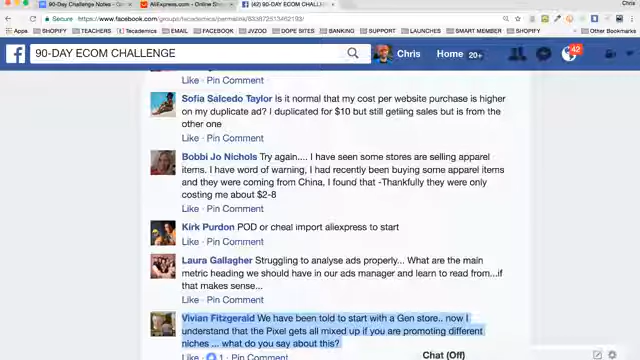 90-Day Challenge Notes - Go
AliExpress.com - Online Sho
(42) 90-DAY ECOM CHALLEN
Chris
Secure
https://www.facebook.com/groups/tecademics/permalink/833872513462193/
Apps
SHOPIFY
TEACHERS
Tecademics
FACEBOOK
JVZOO
DOPE SITES
BANKING
SUPPORT
LAUNCHES
SMART MEMBER
SHOPIFY
Other Bookmarks
90-DAY ECOM CHALLENGE
Chris
Home 20+
42
Like · Pin Comment
Sofia Salcedo Taylor Is it normal that my cost per website purchase is higher
on my duplicate ad? I duplicated for $10 but still getiing sales but is from the
other one
Like · Pin Comment
Bobbi Jo Nichols Try again.... I have seen some stores are selling apparel
items. I have word of warning, I had recently been buying some apparel items
and they were coming from China, I found that -Thankfully they were only
costing me about $2-8
Like · Pin Comment
Kirk Purdon POD or cheal import aliexpress to start
Like · Pin Comment
Laura Gallagher Struggling to analyse ads properly... What are the main
metric heading we should have in our ads manager and learn to read from...if
that makes sense...
Like · Pin Comment
Vivian Fitzgerald We have been told to start with a Gen store.. now I
understand that the Pixel gets all mixed up if you are promoting different
niches ... what do you say about this?
Like · 1 · Pin Comment
Chat (Off)